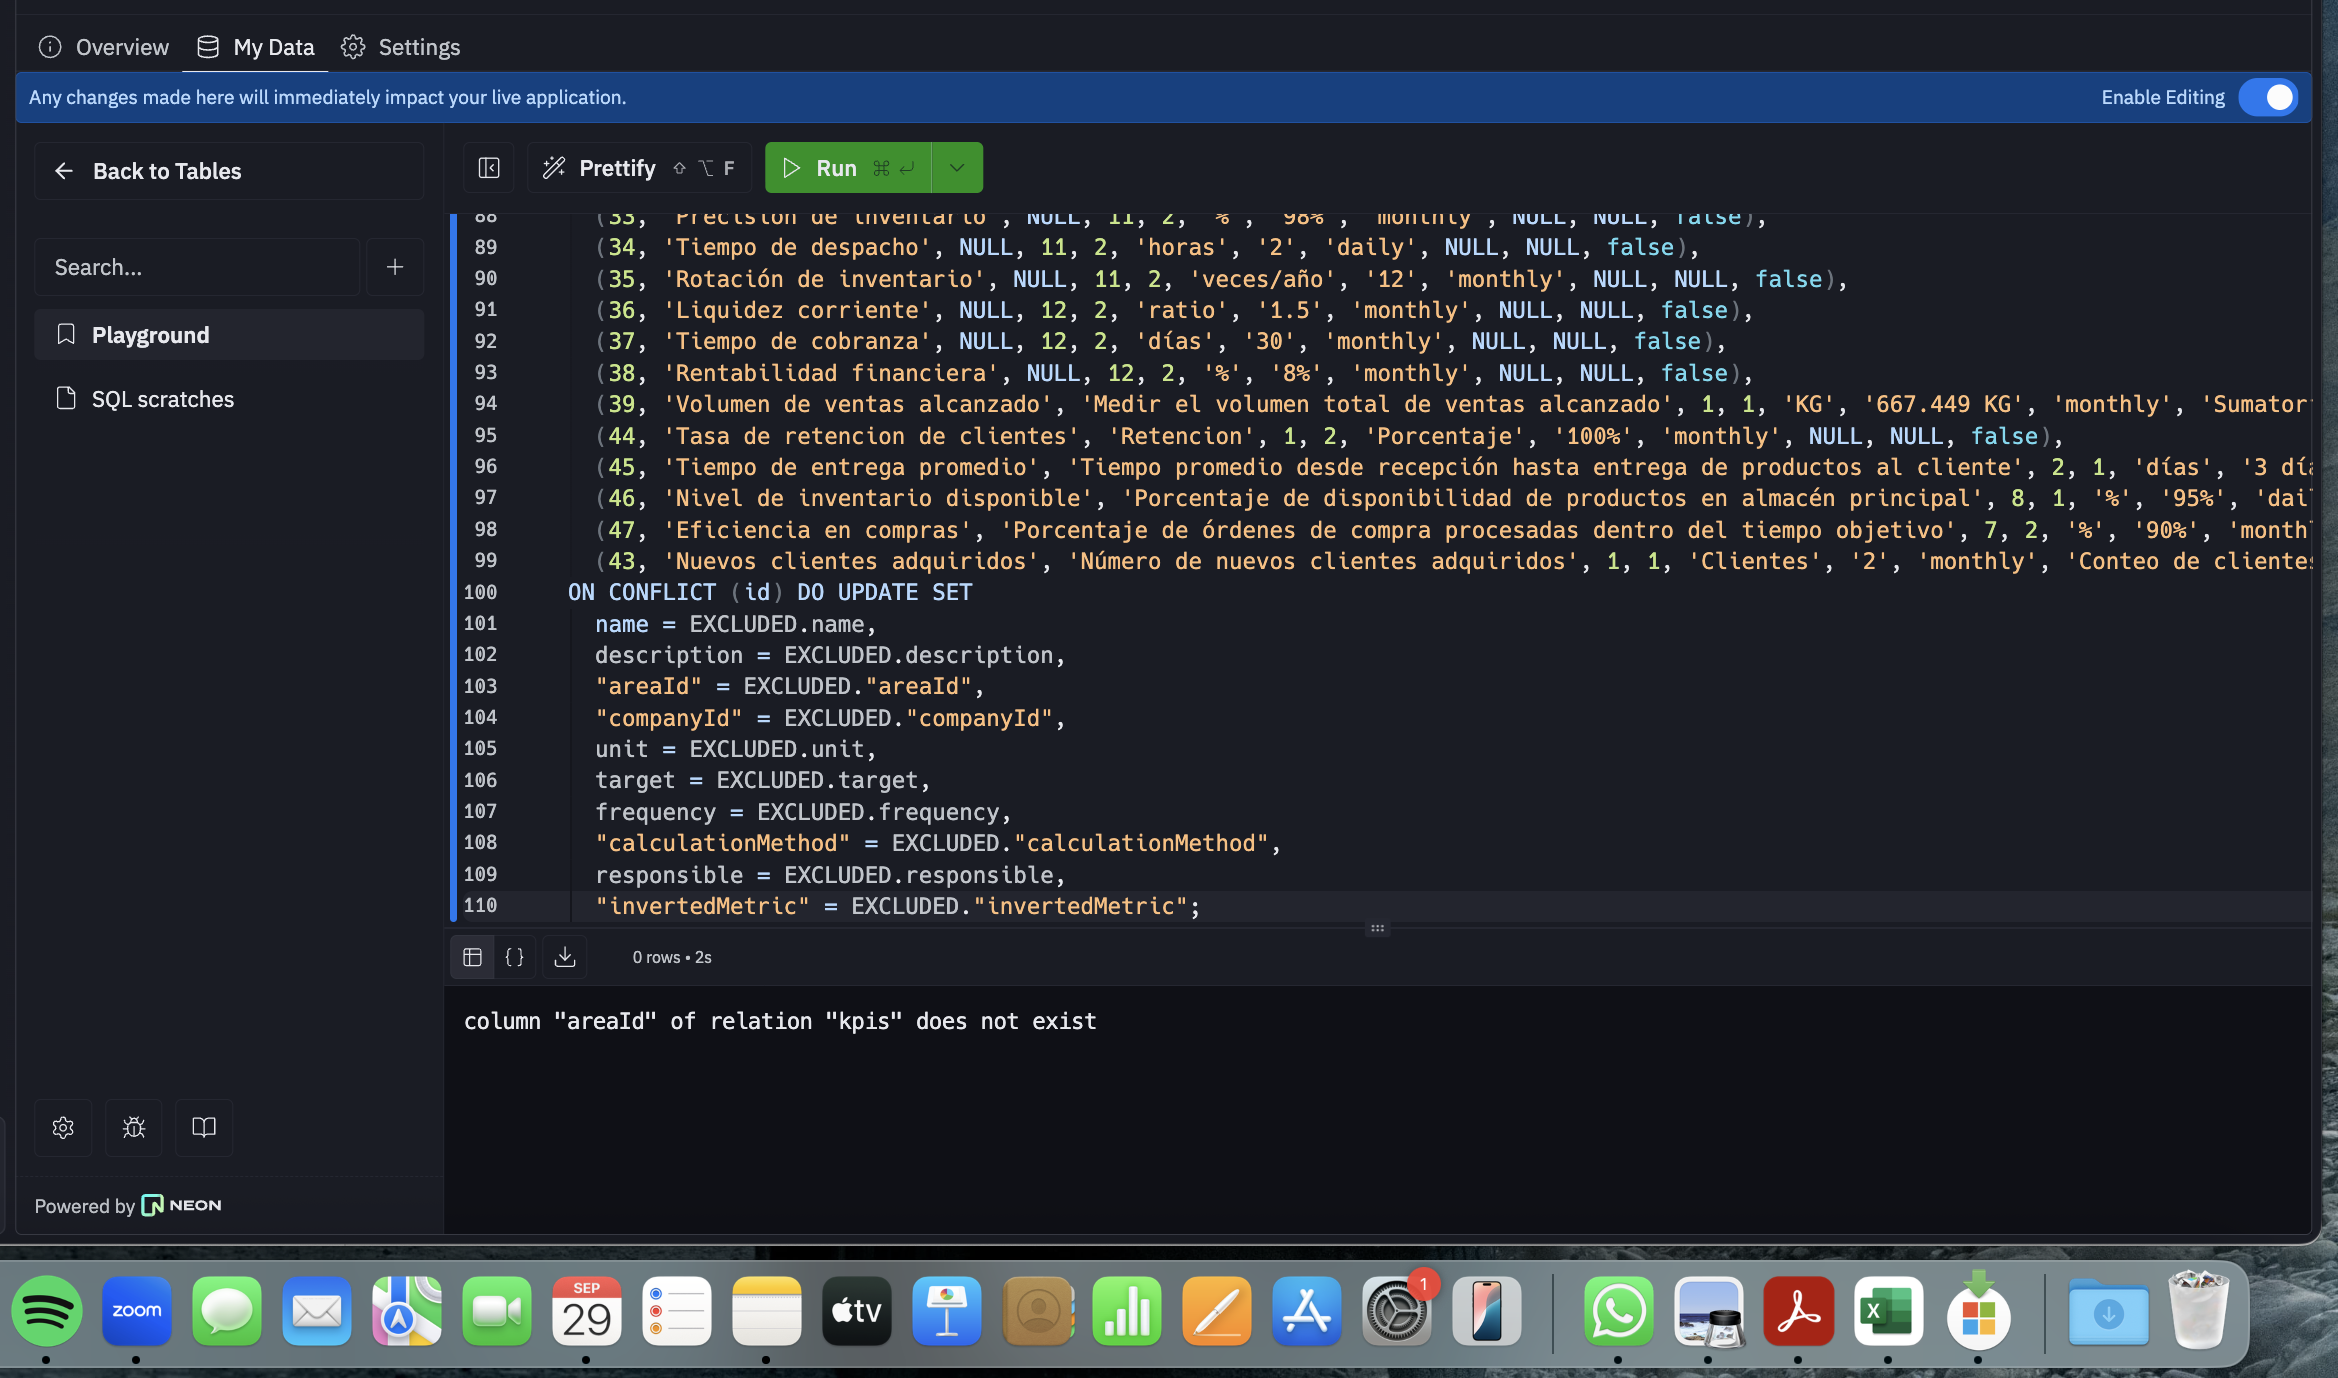 Overview My Data Settings
Any changes made here will immediately impact your live application. Enable Editing
Back to Tables
Prettify ⇧ ⌥ F Run ⌘ ↵
Search...
Playground
SQL scratches
88 (33, 'Precisión de inventario', NULL, 11, 2, '%', '98%', 'monthly', NULL, NULL, false),
89 (34, 'Tiempo de despacho', NULL, 11, 2, 'horas', '2', 'daily', NULL, NULL, false),
90 (35, 'Rotación de inventario', NULL, 11, 2, 'veces/año', '12', 'monthly', NULL, NULL, false),
91 (36, 'Liquidez corriente', NULL, 12, 2, 'ratio', '1.5', 'monthly', NULL, NULL, false),
92 (37, 'Tiempo de cobranza', NULL, 12, 2, 'días', '30', 'monthly', NULL, NULL, false),
93 (38, 'Rentabilidad financiera', NULL, 12, 2, '%', '8%', 'monthly', NULL, NULL, false),
94 (39, 'Volumen de ventas alcanzado', 'Medir el volumen total de ventas alcanzado', 1, 1, 'KG', '667.449 KG', 'monthly', 'Sumator
95 (44, 'Tasa de retencion de clientes', 'Retencion', 1, 2, 'Porcentaje', '100%', 'monthly', NULL, NULL, false),
96 (45, 'Tiempo de entrega promedio', 'Tiempo promedio desde recepción hasta entrega de productos al cliente', 2, 1, 'días', '3 día
97 (46, 'Nivel de inventario disponible', 'Porcentaje de disponibilidad de productos en almacén principal', 8, 1, '%', '95%', 'dail
98 (47, 'Eficiencia en compras', 'Porcentaje de órdenes de compra procesadas dentro del tiempo objetivo', 7, 2, '%', '90%', 'month
99 (43, 'Nuevos clientes adquiridos', 'Número de nuevos clientes adquiridos', 1, 1, 'Clientes', '2', 'monthly', 'Conteo de clientes
100 ON CONFLICT (id) DO UPDATE SET
101 name = EXCLUDED.name,
102 description = EXCLUDED.description,
103 "areaId" = EXCLUDED."areaId",
104 "companyId" = EXCLUDED."companyId",
105 unit = EXCLUDED.unit,
106 target = EXCLUDED.target,
107 frequency = EXCLUDED.frequency,
108 "calculationMethod" = EXCLUDED."calculationMethod",
109 responsible = EXCLUDED.responsible,
110 "invertedMetric" = EXCLUDED."invertedMetric";
0 rows • 2s
column "areaId" of relation "kpis" does not exist
Powered by NEON
zoom
SEP
29
tv
1
X